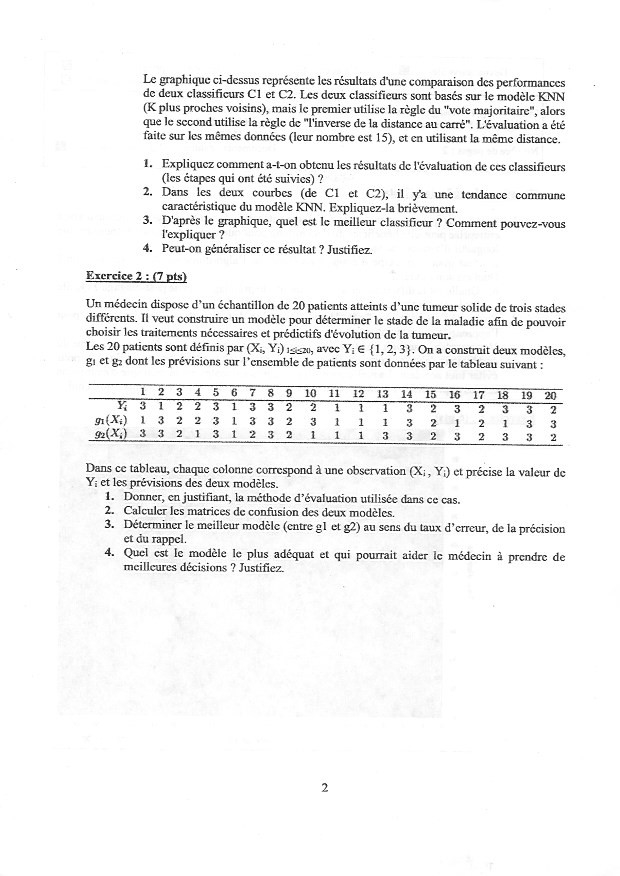 Le graphique ci-dessus représente les résultats d'une comparaison des performances
de deux classifieurs C1 et C2. Les deux classifieurs sont basés sur le modèle KNN
(K plus proches voisins), mais le premier utilise la règle du "vote majoritaire", alors
que le second utilise la règle de "l'inverse de la distance au carré". L'évaluation a été
faite sur les mêmes données (leur nombre est 15), et en utilisant la même distance.
1. Expliquez comment a-t-on obtenu les résultats de l'évaluation de ces classifieurs
(les étapes qui ont été suivies) ?
2. Dans les deux courbes (de C1 et C2), il y'a une tendance commune
caractéristique du modèle KNN. Expliquez-la brièvement.
3. D'après le graphique, quel est le meilleur classifieur ? Comment pouvez-vous
l'expliquer ?
4. Peut-on généraliser ce résultat ? Justifiez.
Exercice 2 : (7 pts)
Un médecin dispose d'un échantillon de 20 patients atteints d'une tumeur solide de trois stades
différents. Il veut construire un modèle pour déterminer le stade de la maladie afin de pouvoir
choisir les traitements nécessaires et prédictifs d'évolution de la tumeur.
Les 20 patients sont définis par (Xi, Yi) 1≤i≤20, avec Yi ∈ {1, 2, 3}. On a construit deux modèles,
g1 et g2 dont les prévisions sur l'ensemble de patients sont données par le tableau suivant :
1 2 3 4 5 6 7 8 9 10 11 12 13 14 15 16 17 18 19 20
Yi 3 1 2 2 3 1 3 3 2 2 1 1 1 3 2 3 2 3 3 2
g1(Xi) 1 3 2 2 3 1 3 3 2 3 1 1 1 3 2 1 2 1 3 3
g2(Xi) 3 3 2 1 3 1 2 3 2 1 1 1 3 3 2 3 2 3 3 2
Dans ce tableau, chaque colonne correspond à une observation (Xi , Yi) et précise la valeur de
Yi et les prévisions des deux modèles.
1. Donner, en justifiant, la méthode d'évaluation utilisée dans ce cas.
2. Calculer les matrices de confusion des deux modèles.
3. Déterminer le meilleur modèle (entre g1 et g2) au sens du taux d'erreur, de la précision
et du rappel.
4. Quel est le modèle le plus adéquat et qui pourrait aider le médecin à prendre de
meilleures décisions ? Justifiez.
2